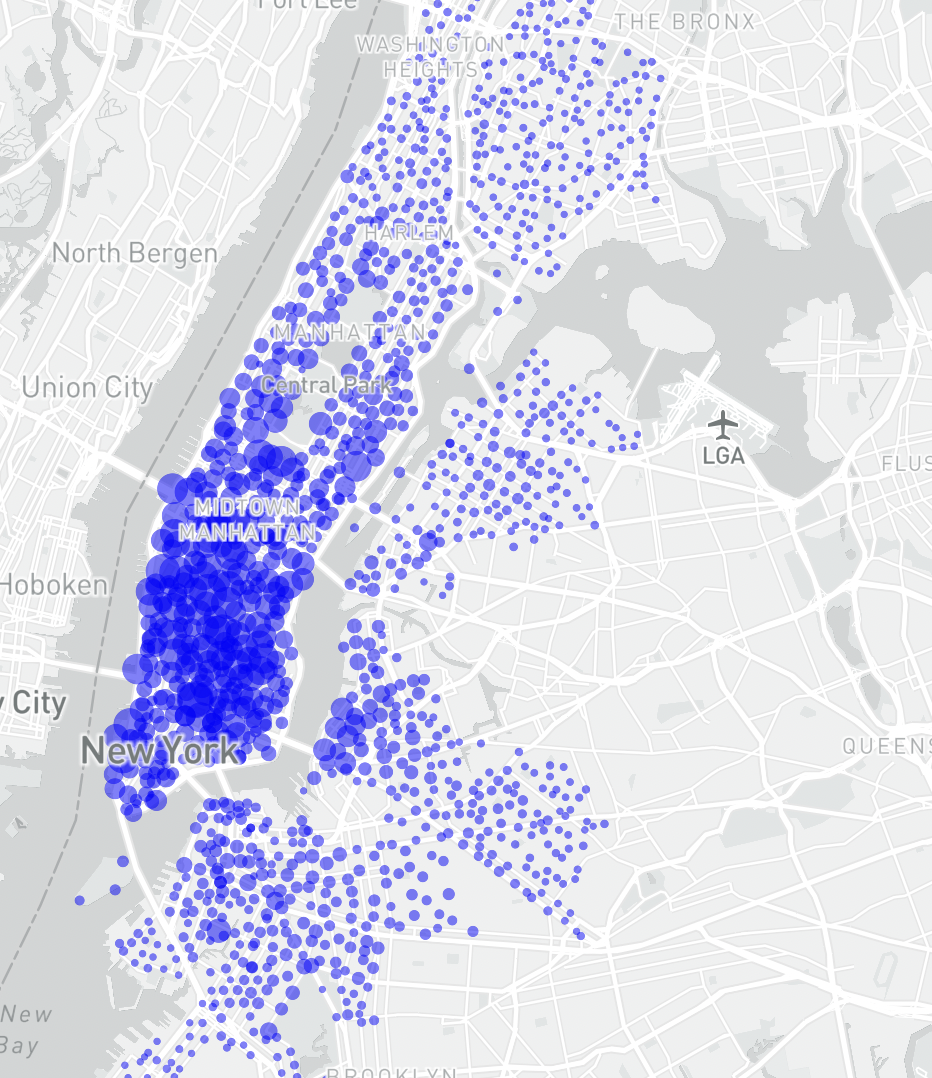 Fort Lee
THE BRONX
WASHINGTON
HEIGHTS
HARLEM
North Bergen
MANHATTAN
Central Park
Union City
LGA
FLUS
MIDTOWN
MANHATTAN
Hoboken
y City
New York
QUEENS
New
Bay
BROOKLYN